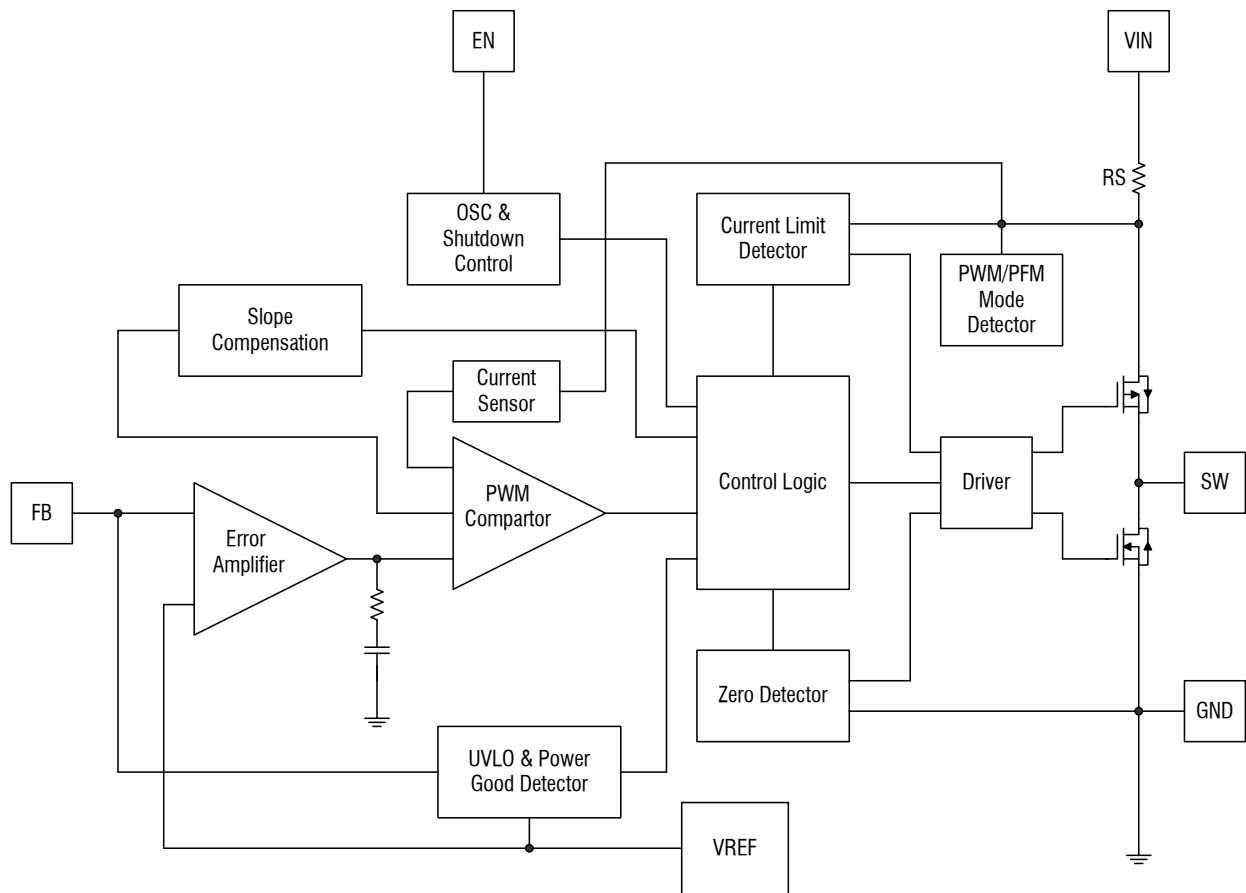 EN
VIN
RS
OSC &
Shutdown
Control
Current Limit
Detector
PWM/PFM
Mode
Detector
Slope
Compensation
Current
Sensor
PWM
Compartor
Control Logic
Driver
SW
FB
Error
Amplifier
Zero Detector
GND
UVLO & Power
Good Detector
VREF